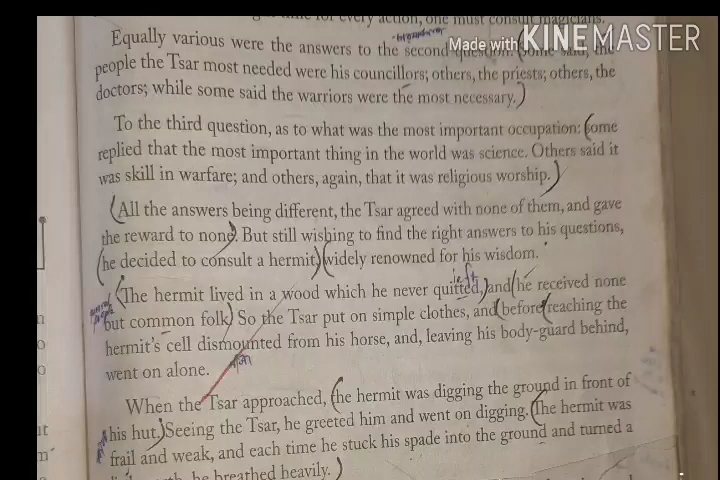 for every action, one must consult magicians.
Equally various were the answers to the second question. (Some said, the
Made with KINEMASTER
people the Tsar most needed were his councillors; others, the priests; others, the
doctors; while some said the warriors were the most necessary.)
To the third question, as to what was the most important occupation: (some
replied that the most important thing in the world was science. Others said it
was skill in warfare; and others, again, that it was religious worship.)
(All the answers being different, the Tsar agreed with none of them, and gave
the reward to none). But still wishing to find the right answers to his questions,
(he decided to consult a hermit) (widely renowned for his wisdom.
left
(The hermit lived in a wood which he never quitted,) and (he received none
but common folk) So the Tsar put on simple clothes, and (before (reaching the
hermit's cell dismounted from his horse, and, leaving his body-guard behind,
went on alone.
When the Tsar approached, (he hermit was digging the ground in front of
his hut.) Seeing the Tsar, he greeted him and went on digging. (The hermit was
frail and weak, and each time he stuck his spade into the ground and turned a
he breathed heavily.)